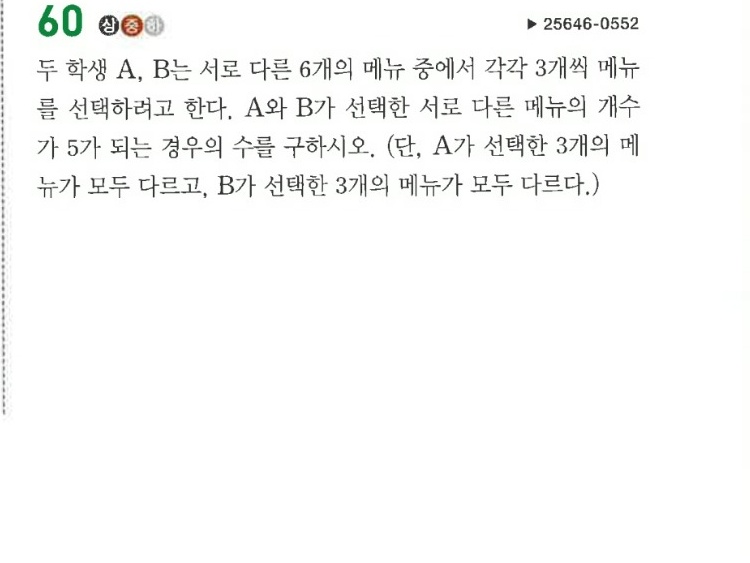 60 상 중 하 ▶ 25646-0552
두 학생 A, B는 서로 다른 6개의 메뉴 중에서 각각 3개씩 메뉴
를 선택하려고 한다. A와 B가 선택한 서로 다른 메뉴의 개수
가 5가 되는 경우의 수를 구하시오. (단, A가 선택한 3개의 메
뉴가 모두 다르고, B가 선택한 3개의 메뉴가 모두 다르다.)